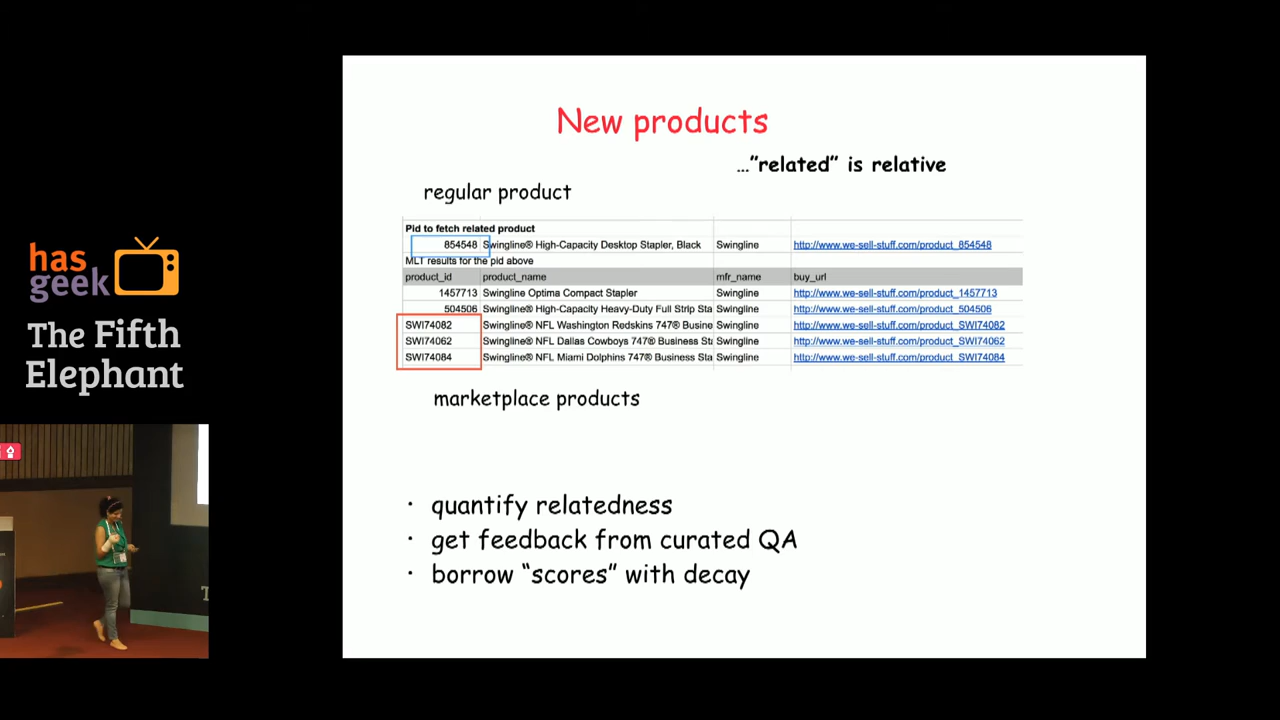 has
geek
The Fifth
Elephant
New products
…"related" is relative
regular product
Pid to fetch related product
854548 Swingline® High-Capacity Desktop Stapler, Black Swingline http://www.we-sell-stuff.com/product_854548
MLT results for the pid above
product_id product_name mfr_name buy_url
1457713 Swingline Optima Compact Stapler Swingline http://www.we-sell-stuff.com/product_1457713
504506 Swingline® High-Capacity Heavy-Duty Full Strip Sta Swingline http://www.we-sell-stuff.com/product_504506
SWI74082 Swingline® NFL Washington Redskins 747® Busine Swingline http://www.we-sell-stuff.com/product_SWI74082
SWI74062 Swingline® NFL Dallas Cowboys 747® Business Sta Swingline http://www.we-sell-stuff.com/product_SWI74062
SWI74084 Swingline® NFL Miami Dolphins 747® Business Sta Swingline http://www.we-sell-stuff.com/product_SWI74084
marketplace products
· quantify relatedness
· get feedback from curated QA
· borrow “scores” with decay